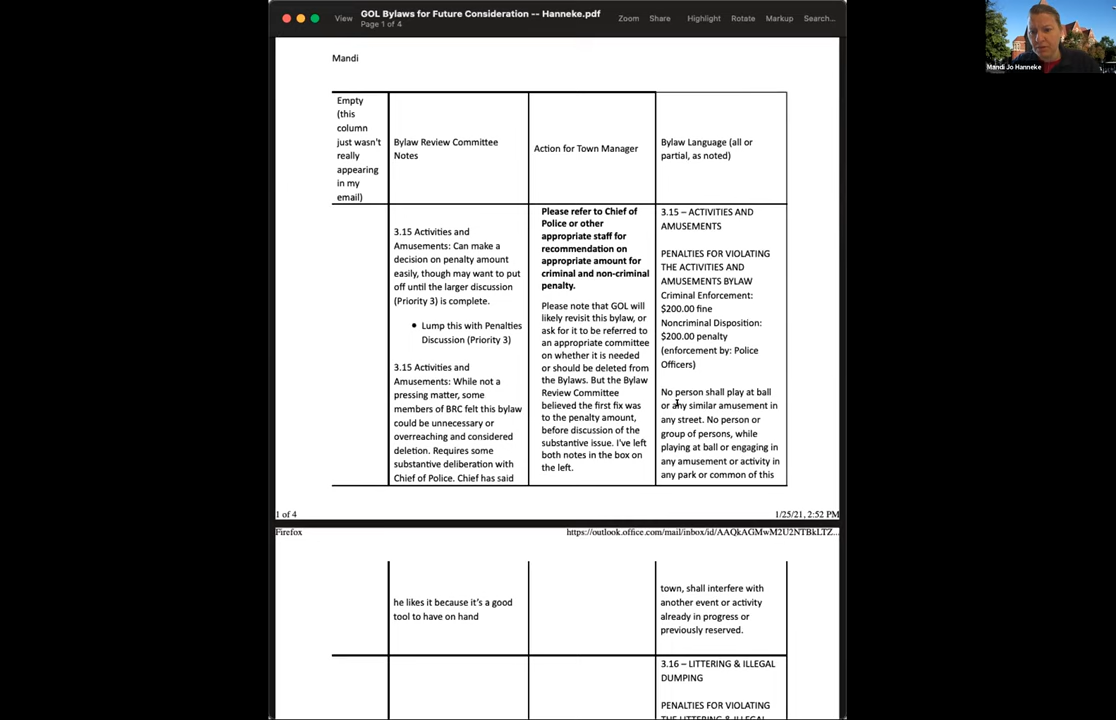 View
GOL Bylaws for Future Consideration -- Hanneke.pdf
Page 1 of 4
Zoom
Share
Highlight
Rotate
Markup
Search...
Mandi Jo Hanneke
Mandi
Empty
(this
column
just wasn't
really
appearing
in my
email)
Bylaw Review Committee
Notes
Action for Town Manager
Bylaw Language (all or
partial, as noted)
3.15 Activities and
Amusements: Can make a
decision on penalty amount
easily, though may want to put
off until the larger discussion
(Priority 3) is complete.
• Lump this with Penalties
Discussion (Priority 3)
3.15 Activities and
Amusements: While not a
pressing matter, some
members of BRC felt this bylaw
could be unnecessary or
overreaching and considered
deletion. Requires some
substantive deliberation with
Chief of Police. Chief has said
Please refer to Chief of
Police or other
appropriate staff for
recommendation on
appropriate amount for
criminal and non-criminal
penalty.
Please note that GOL will
likely revisit this bylaw, or
ask for it to be referred to
an appropriate committee
on whether it is needed
or should be deleted from
the Bylaws. But the Bylaw
Review Committee
believed the first fix was
to the penalty amount,
before discussion of the
substantive issue. I've left
both notes in the box on
the left.
3.15 – ACTIVITIES AND
AMUSEMENTS
PENALTIES FOR VIOLATING
THE ACTIVITIES AND
AMUSEMENTS BYLAW
Criminal Enforcement:
$200.00 fine
Noncriminal Disposition:
$200.00 penalty
(enforcement by: Police
Officers)
No person shall play at ball
or any similar amusement in
any street. No person or
group of persons, while
playing at ball or engaging in
any amusement or activity in
any park or common of this
1 of 4
1/25/21, 2:52 PM
Firefox
https://outlook.office.com/mail/inbox/id/AAQkAGMwM2U2NTBkLTZ...
he likes it because it's a good
tool to have on hand
town, shall interfere with
another event or activity
already in progress or
previously reserved.
3.16 – LITTERING & ILLEGAL
DUMPING
PENALTIES FOR VIOLATING
THE LITTERING & ILLEGAL